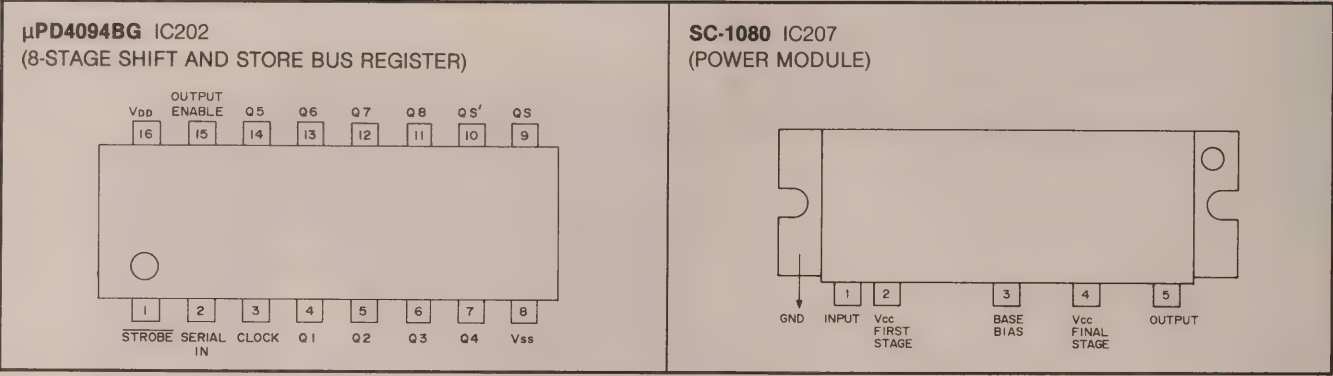 µPD4094BG IC202
(8-STAGE SHIFT AND STORE BUS REGISTER)
OUTPUT
VDD ENABLE Q5 Q6 Q7 Q8 QS' QS
16 15 14 13 12 11 10 9
1 2 3 4 5 6 7 8
STROBE SERIAL CLOCK Q1 Q2 Q3 Q4 Vss
IN
SC-1080 IC207
(POWER MODULE)
1 2 3 4 5
GND INPUT Vcc BASE Vcc OUTPUT
FIRST BIAS FINAL
STAGE STAGE